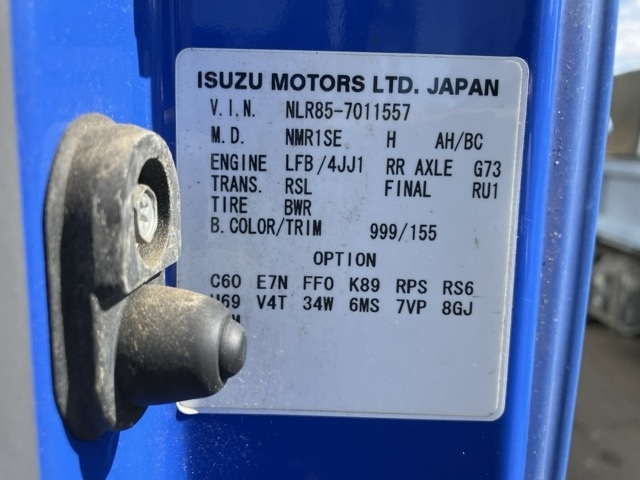 ISUZU MOTORS LTD. JAPAN
V.I.N. NLR85-7011557
M.D. NMR1SE H AH/BC
ENGINE LFB/4JJ1 RR AXLE G73
TRANS. RSL FINAL RU1
TIRE BWR
B.COLOR/TRIM 999/155
OPTION
C60 E7N FF0 K89 RPS RS6
V4T 34W 6MS 7VP 8GJ